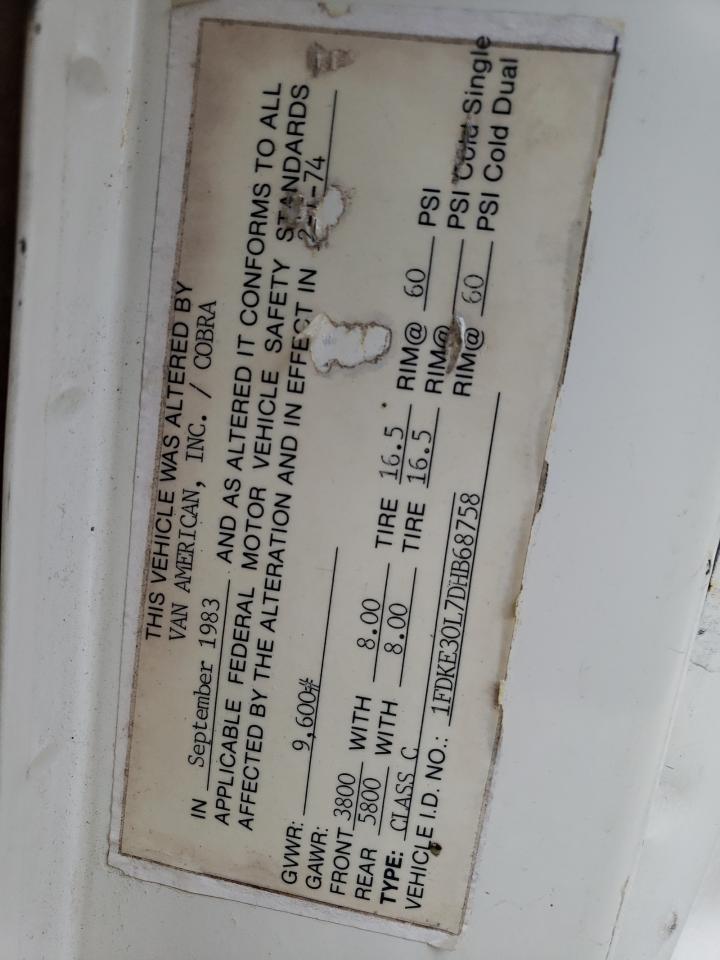 THIS VEHICLE WAS ALTERED BY
VAN AMERICAN, INC. / COBRA
IN September 1983 AND AS ALTERED IT CONFORMS TO ALL
APPLICABLE FEDERAL MOTOR VEHICLE SAFETY STANDARDS
AFFECTED BY THE ALTERATION AND IN EFFECT IN
GVWR: 9,600#
GAWR:
FRONT 3800 WITH 8.00 TIRE 16.5 RIM@ 60 PSI
REAR 5800 WITH 8.00 TIRE 16.5 RIM@ PSI Cold Single
TYPE: CLASS C RIM@ 60 PSI Cold Dual
VEHICLE I.D. NO.: 1FDKE30L7DHB68758